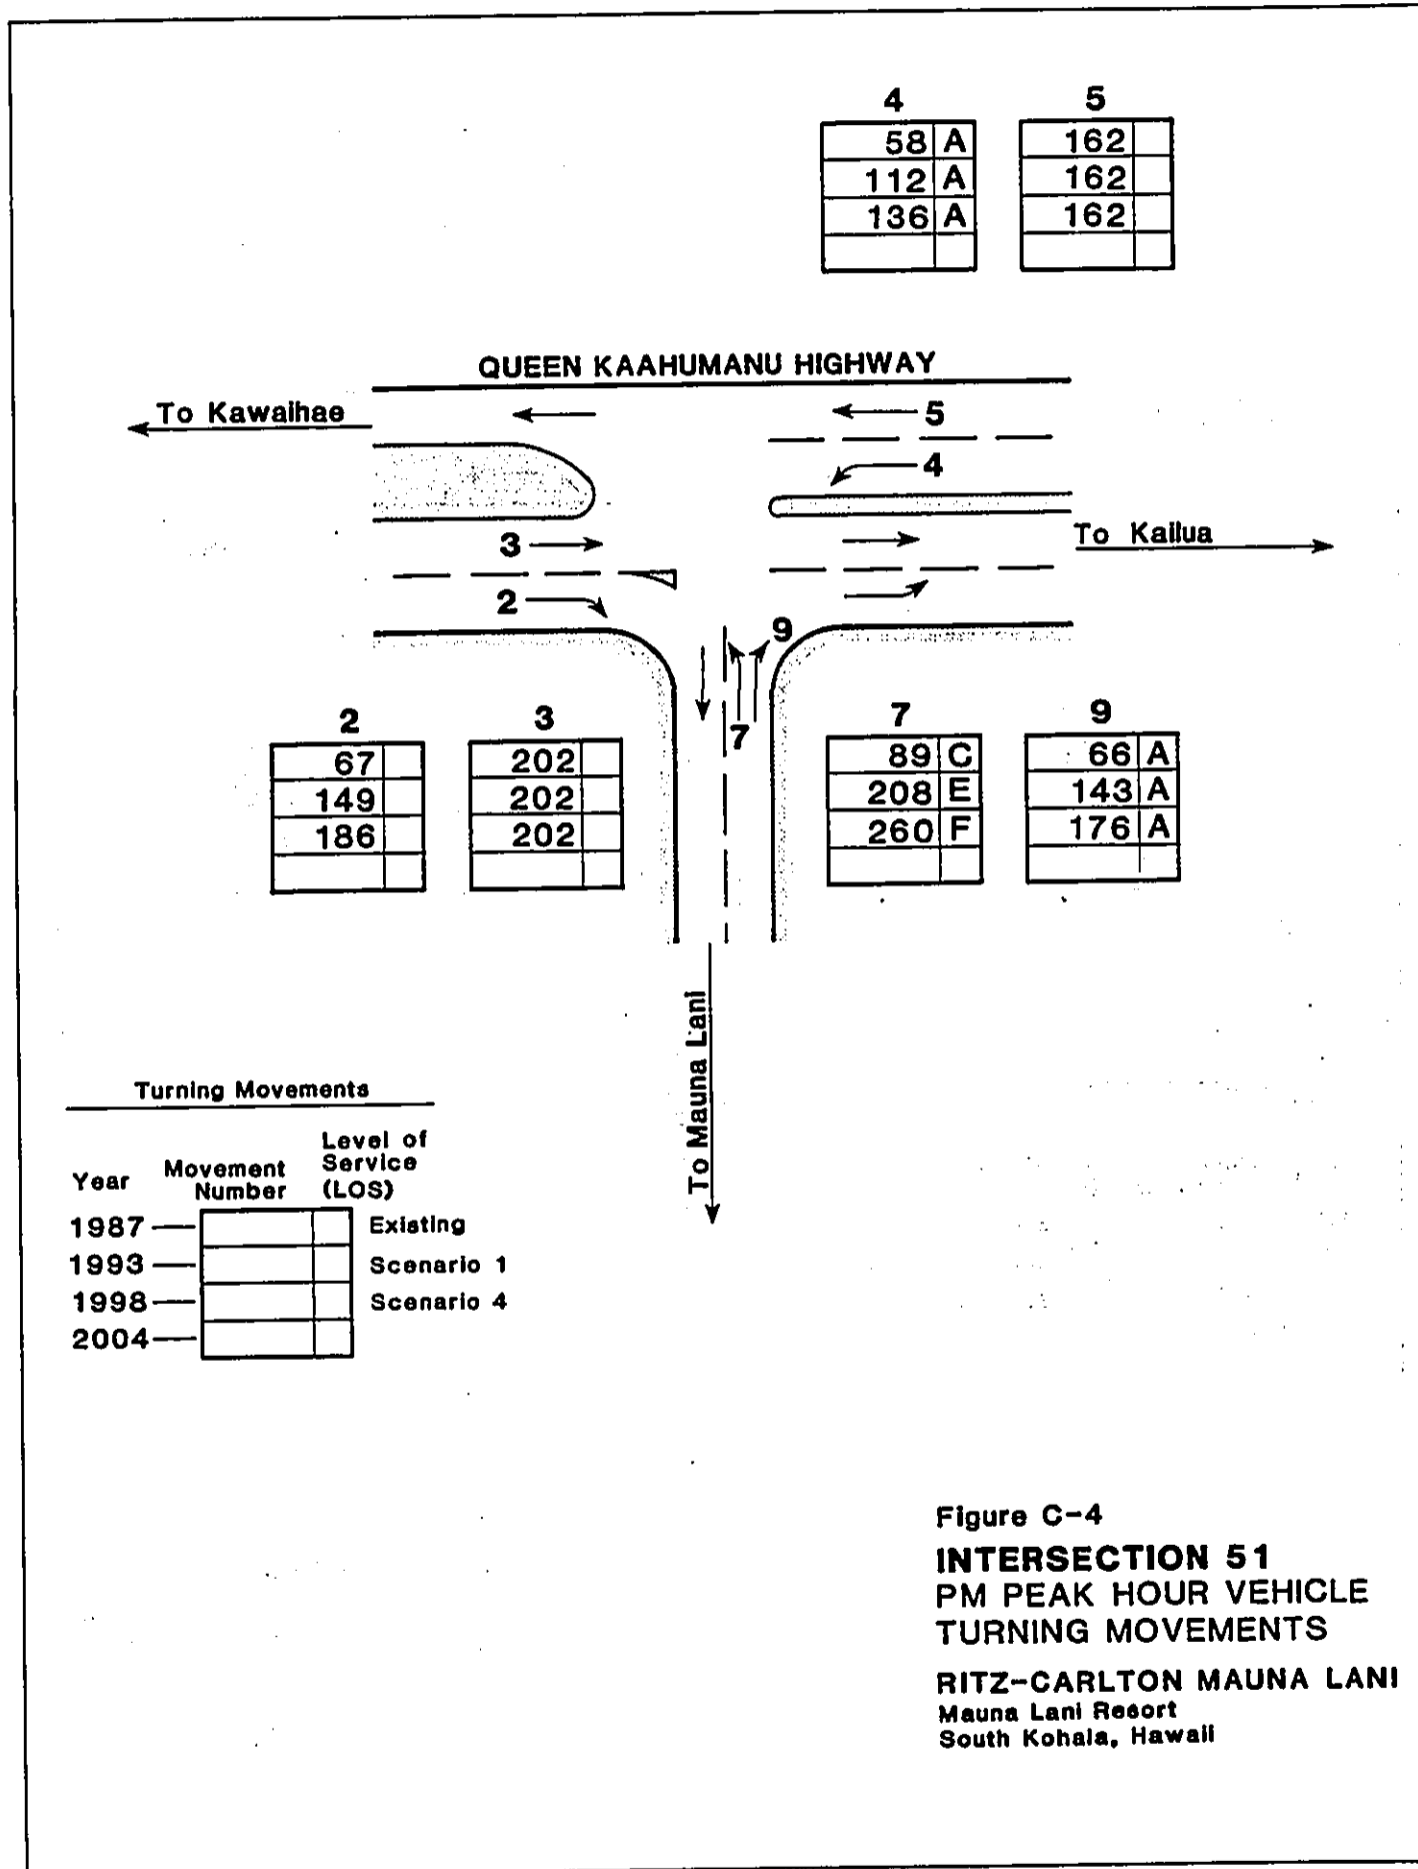 4 5
58 A 162
112 A 162
136 A 162
QUEEN KAAHUMANU HIGHWAY
To Kawaihae
5
4
3
To Kailua
2
9
7
2 3 7 9
67 202 89 C 66 A
149 202 208 E 143 A
186 202 260 F 176 A
To Mauna Lani
Turning Movements
Year Movement Number Level of Service (LOS)
1987 Existing
1993 Scenario 1
1998 Scenario 4
2004
Figure C-4
INTERSECTION 51
PM PEAK HOUR VEHICLE
TURNING MOVEMENTS
RITZ-CARLTON MAUNA LANI
Mauna Lani Resort
South Kohala, Hawaii